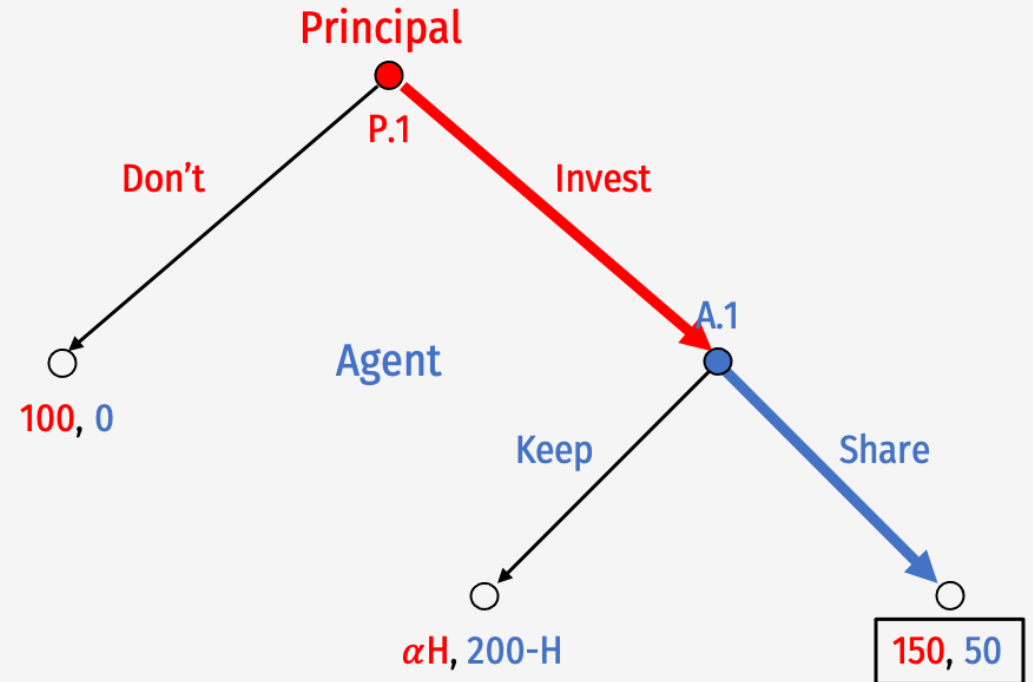 Principal
P.1
Don't
Invest
A.1
Agent
100, 0
Keep
Share
𝛼H, 200-H
150, 50